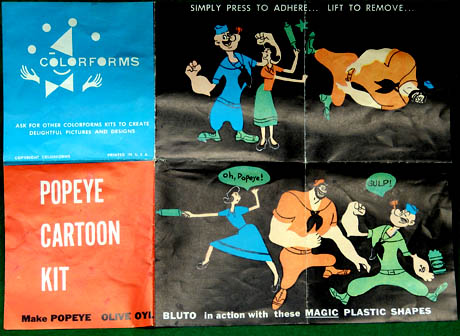 SIMPLY PRESS TO ADHERE... LIFT TO REMOVE...
COLORFORMS
ASK FOR OTHER COLORFORMS KITS TO CREATE
DELIGHTFUL PICTURES AND DESIGNS
COPYRIGHT COLORFORMS PRINTED IN U.S.A.
Oh, Popeye!
GULP!
POPEYE
CARTOON
KIT
Make POPEYE OLIVE OYL BLUTO in action with these MAGIC PLASTIC SHAPES